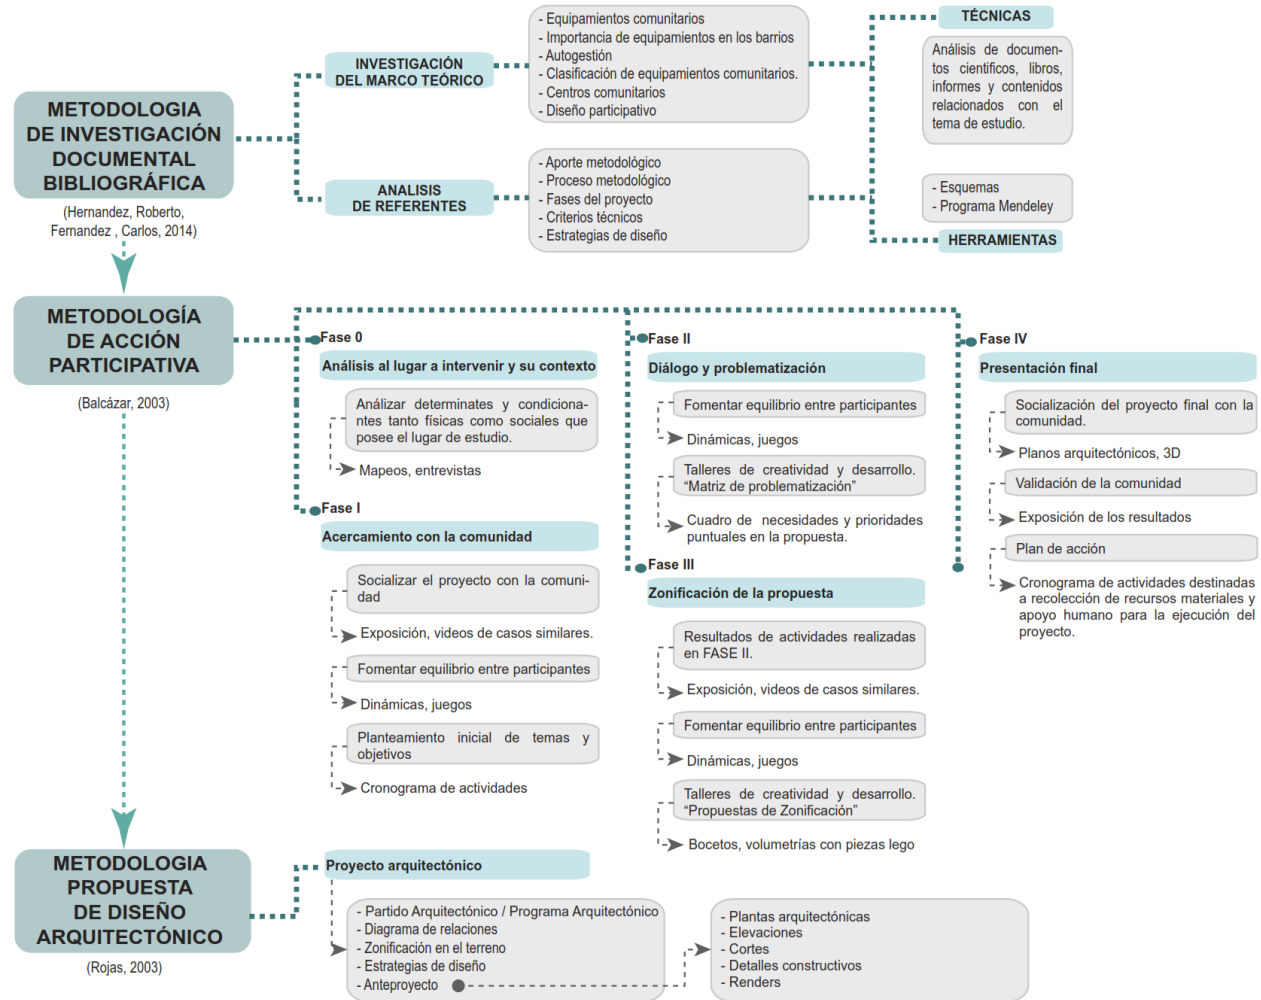 METODOLOGIA
DE INVESTIGACIÓN
DOCUMENTAL
BIBLIOGRÁFICA
(Hernandez, Roberto,
Fernandez , Carlos, 2014)
INVESTIGACIÓN
DEL MARCO TEÓRICO
- Equipamientos comunitarios
- Importancia de equipamientos en los barrios
- Autogestión
- Clasificación de equipamientos comunitarios.
- Centros comunitarios
- Diseño participativo
ANALISIS
DE REFERENTES
- Aporte metodológico
- Proceso metodológico
- Fases del proyecto
- Criterios técnicos
- Estrategias de diseño
TÉCNICAS
Análisis de documen-
tos cientificos, libros,
informes y contenidos
relacionados con el
tema de estudio.
- Esquemas
- Programa Mendeley
HERRAMIENTAS
METODOLOGÍA
DE ACCIÓN
PARTICIPATIVA
(Balcázar, 2003)
Fase 0
Análisis al lugar a intervenir y su contexto
Análizar determinates y condiciona-
ntes tanto físicas como sociales que
posee el lugar de estudio.
Mapeos, entrevistas
Fase I
Acercamiento con la comunidad
Socializar el proyecto con la comuni-
dad
Exposición, videos de casos similares.
Fomentar equilibrio entre participantes
Dinámicas, juegos
Planteamiento inicial de temas y
objetivos
Cronograma de actividades
Fase II
Diálogo y problematización
Fomentar equilibrio entre participantes
Dinámicas, juegos
Talleres de creatividad y desarrollo.
“Matriz de problematización”
Cuadro de necesidades y prioridades
puntuales en la propuesta.
Fase III
Zonificación de la propuesta
Resultados de actividades realizadas
en FASE II.
Exposición, videos de casos similares.
Fomentar equilibrio entre participantes
Dinámicas, juegos
Talleres de creatividad y desarrollo.
“Propuestas de Zonificación”
Bocetos, volumetrías con piezas lego
Fase IV
Presentación final
Socialización del proyecto final con la
comunidad.
Planos arquitectónicos, 3D
Validación de la comunidad
Exposición de los resultados
Plan de acción
Cronograma de actividades destinadas
a recolección de recursos materiales y
apoyo humano para la ejecución del
proyecto.
METODOLOGIA
PROPUESTA
DE DISEÑO
ARQUITECTÓNICO
(Rojas, 2003)
Proyecto arquitectónico
- Partido Arquitectónico / Programa Arquitectónico
- Diagrama de relaciones
- Zonificación en el terreno
- Estrategias de diseño
- Anteproyecto
- Plantas arquitectónicas
- Elevaciones
- Cortes
- Detalles constructivos
- Renders